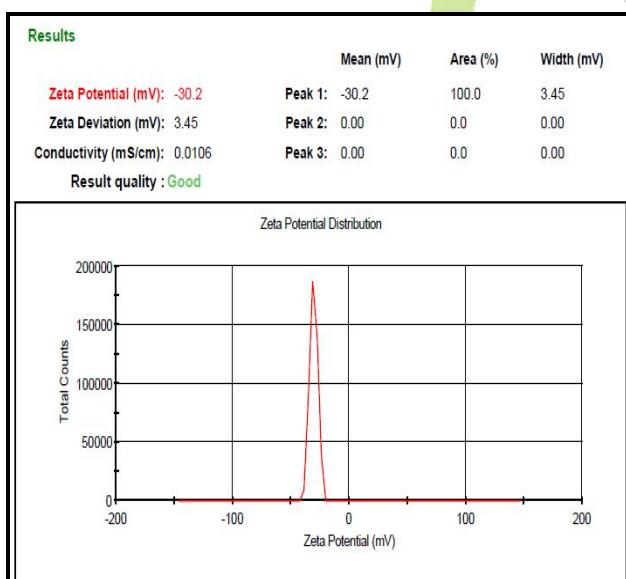 Results
Mean (mV) Area (%) Width (mV)
Zeta Potential (mV): -30.2 Peak 1: -30.2 100.0 3.45
Zeta Deviation (mV): 3.45 Peak 2: 0.00 0.0 0.00
Conductivity (mS/cm): 0.0106 Peak 3: 0.00 0.0 0.00
Result quality : Good
Zeta Potential Distribution
200000
150000
100000
50000
0
Total Counts
-200 -100 0 100 200
Zeta Potential (mV)